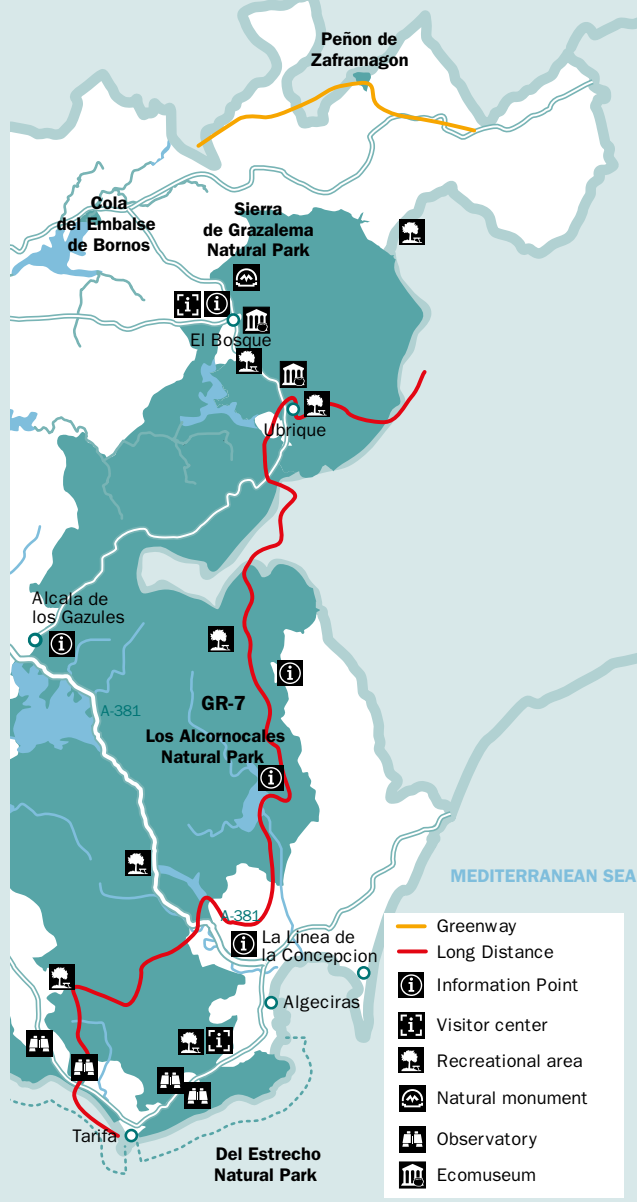 Peñon de
Zaframagon
Cola
del Embalse
de Bornos
Sierra
de Grazalema
Natural Park
El Bosque
Ubrique
Alcala de
los Gazules
A-381
GR-7
Los Alcornocales
Natural Park
MEDITERRANEAN SEA
A-381
La Linea de
la Concepcion
Algeciras
Tarifa
Del Estrecho
Natural Park
Greenway
Long Distance
Information Point
Visitor center
Recreational area
Natural monument
Observatory
Ecomuseum